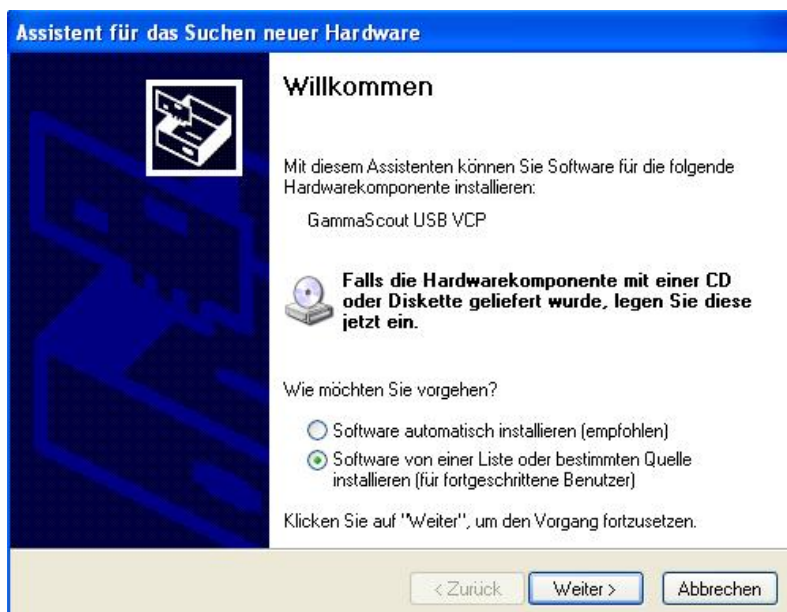 Assistent für das Suchen neuer Hardware
Willkommen
Mit diesem Assistenten können Sie Software für die folgende
Hardwarekomponente installieren:
GammaScout USB VCP
Falls die Hardwarekomponente mit einer CD
oder Diskette geliefert wurde, legen Sie diese
jetzt ein.
Wie möchten Sie vorgehen?
Software automatisch installieren (empfohlen)
Software von einer Liste oder bestimmten Quelle
installieren (für fortgeschrittene Benutzer)
Klicken Sie auf "Weiter", um den Vorgang fortzusetzen.
< Zurück Weiter > Abbrechen